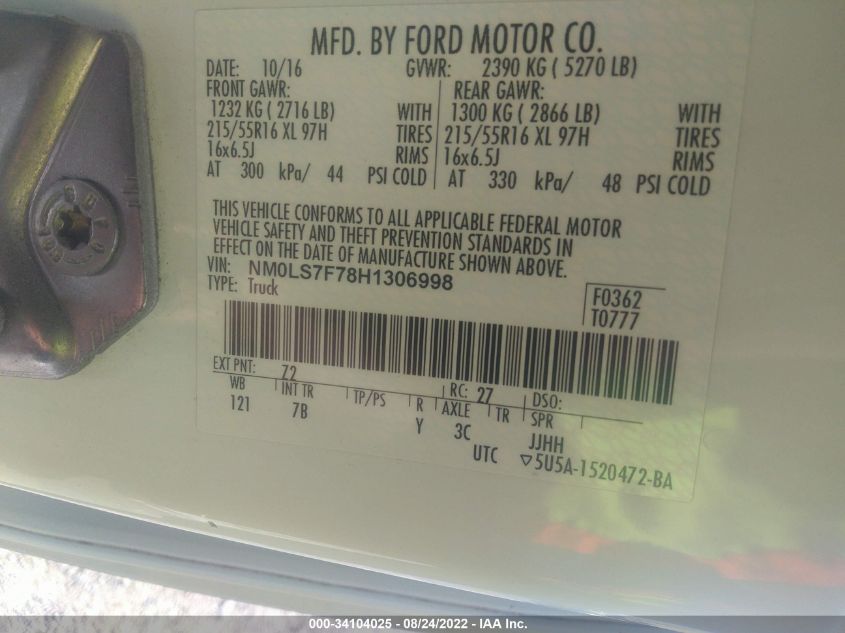 MFD. BY FORD MOTOR CO.
DATE: 10/16 GVWR: 2390 KG ( 5270 LB)
FRONT GAWR: REAR GAWR:
1232 KG ( 2716 LB) WITH 1300 KG ( 2866 LB) WITH
215/55R16 XL 97H TIRES 215/55R16 XL 97H TIRES
16x6.5J RIMS 16x6.5J RIMS
AT 300 kPa/ 44 PSI COLD AT 330 kPa/ 48 PSI COLD
THIS VEHICLE CONFORMS TO ALL APPLICABLE FEDERAL MOTOR
VEHICLE SAFETY AND THEFT PREVENTION STANDARDS IN
EFFECT ON THE DATE OF MANUFACTURE SHOWN ABOVE.
VIN: NM0LS7F78H1306998
TYPE: Truck
F0362
T0777
EXT PNT: Z2 RC: 27 DSO:
WB INT TR TP/PS R AXLE TR SPR
121 7B Y 3C JJHH
UTC ▽5U5A-1520472-BA
000-34104025 - 08/24/2022 - IAA Inc.